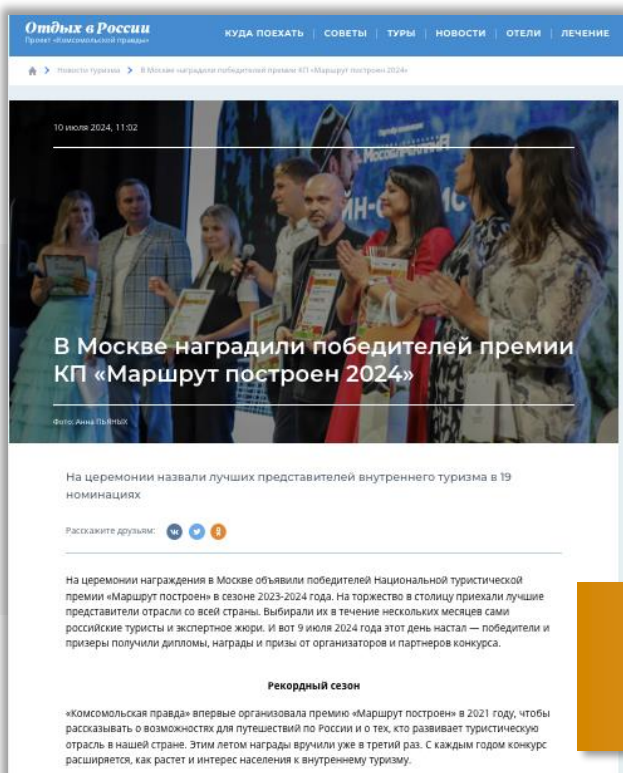 Отдых в России
Проект «Комсомольской правды»
КУДА ПОЕХАТЬ | СОВЕТЫ | ТУРЫ | НОВОСТИ | ОТЕЛИ | ЛЕЧЕНИЕ
Новости туризма > В Москве наградили победителей премии КП «Маршрут построен 2024»
10 июля 2024, 11:02
В Москве наградили победителей премии
КП «Маршрут построен 2024»
Фото: Анна ПЬЯНЫХ
На церемонии назвали лучших представителей внутреннего туризма в 19
номинациях
Расскажите друзьям:
На церемонии награждения в Москве объявили победителей Национальной туристической
премии «Маршрут построен» в сезоне 2023-2024 года. На торжество в столицу приехали лучшие
представители отрасли со всей страны. Выбирали их в течение нескольких месяцев сами
российские туристы и экспертное жюри. И вот 9 июля 2024 года этот день настал — победители и
призеры получили дипломы, награды и призы от организаторов и партнеров конкурса.
Рекордный сезон
«Комсомольская правда» впервые организовала премию «Маршрут построен» в 2021 году, чтобы
рассказывать о возможностях для путешествий по России и о тех, кто развивает туристическую
отрасль в нашей стране. Этим летом награды вручили уже в третий раз. С каждым годом конкурс
расширяется, как растет и интерес населения к внутреннему туризму.